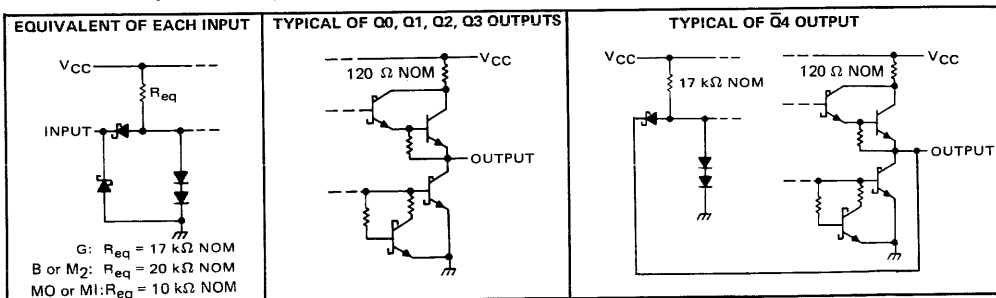 EQUIVALENT OF EACH INPUT
VCC
Req
INPUT
G: Req = 17 kΩ NOM
B or M2: Req = 20 kΩ NOM
MO or MI:Req = 10 kΩ NOM
TYPICAL OF Q0, Q1, Q2, Q3 OUTPUTS
VCC
120 Ω NOM
OUTPUT
TYPICAL OF Q̅4 OUTPUT
VCC
17 kΩ NOM
120 Ω NOM
VCC
OUTPUT